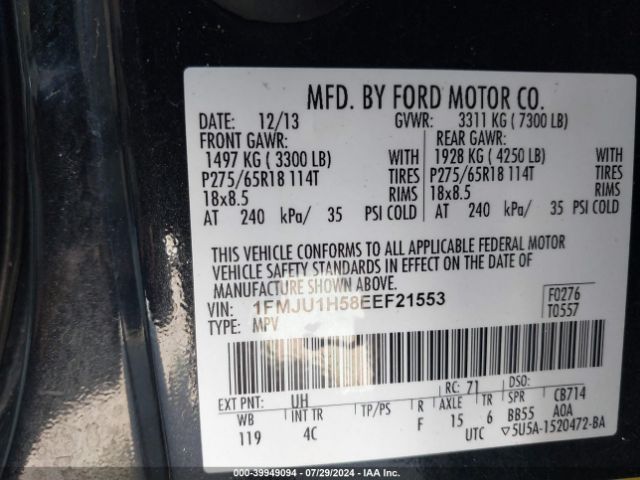 MFD. BY FORD MOTOR CO.
DATE: 12/13 GVWR: 3311 KG ( 7300 LB)
FRONT GAWR: REAR GAWR:
1497 KG ( 3300 LB) WITH 1928 KG ( 4250 LB) WITH
P275/65R18 114T TIRES P275/65R18 114T TIRES
18x8.5 RIMS 18x8.5 RIMS
AT 240 kPa/ 35 PSI COLD AT 240 kPa/ 35 PSI COLD
THIS VEHICLE CONFORMS TO ALL APPLICABLE FEDERAL MOTOR
VEHICLE SAFETY STANDARDS IN EFFECT ON THE DATE OF
MANUFACTURE SHOWN ABOVE.
VIN: 1FMJU1H58EEF21553 F0276
TYPE: MPV T0557
EXT PNT: UH RC: 71 DSO:
WB INT TR TP/PS R AXLE TR SPR CB714
119 4C F 15 6 BB55 A0A
UTC ▽5U5A-1520472-BA
000-39949094 - 07/29/2024 - IAAI.com